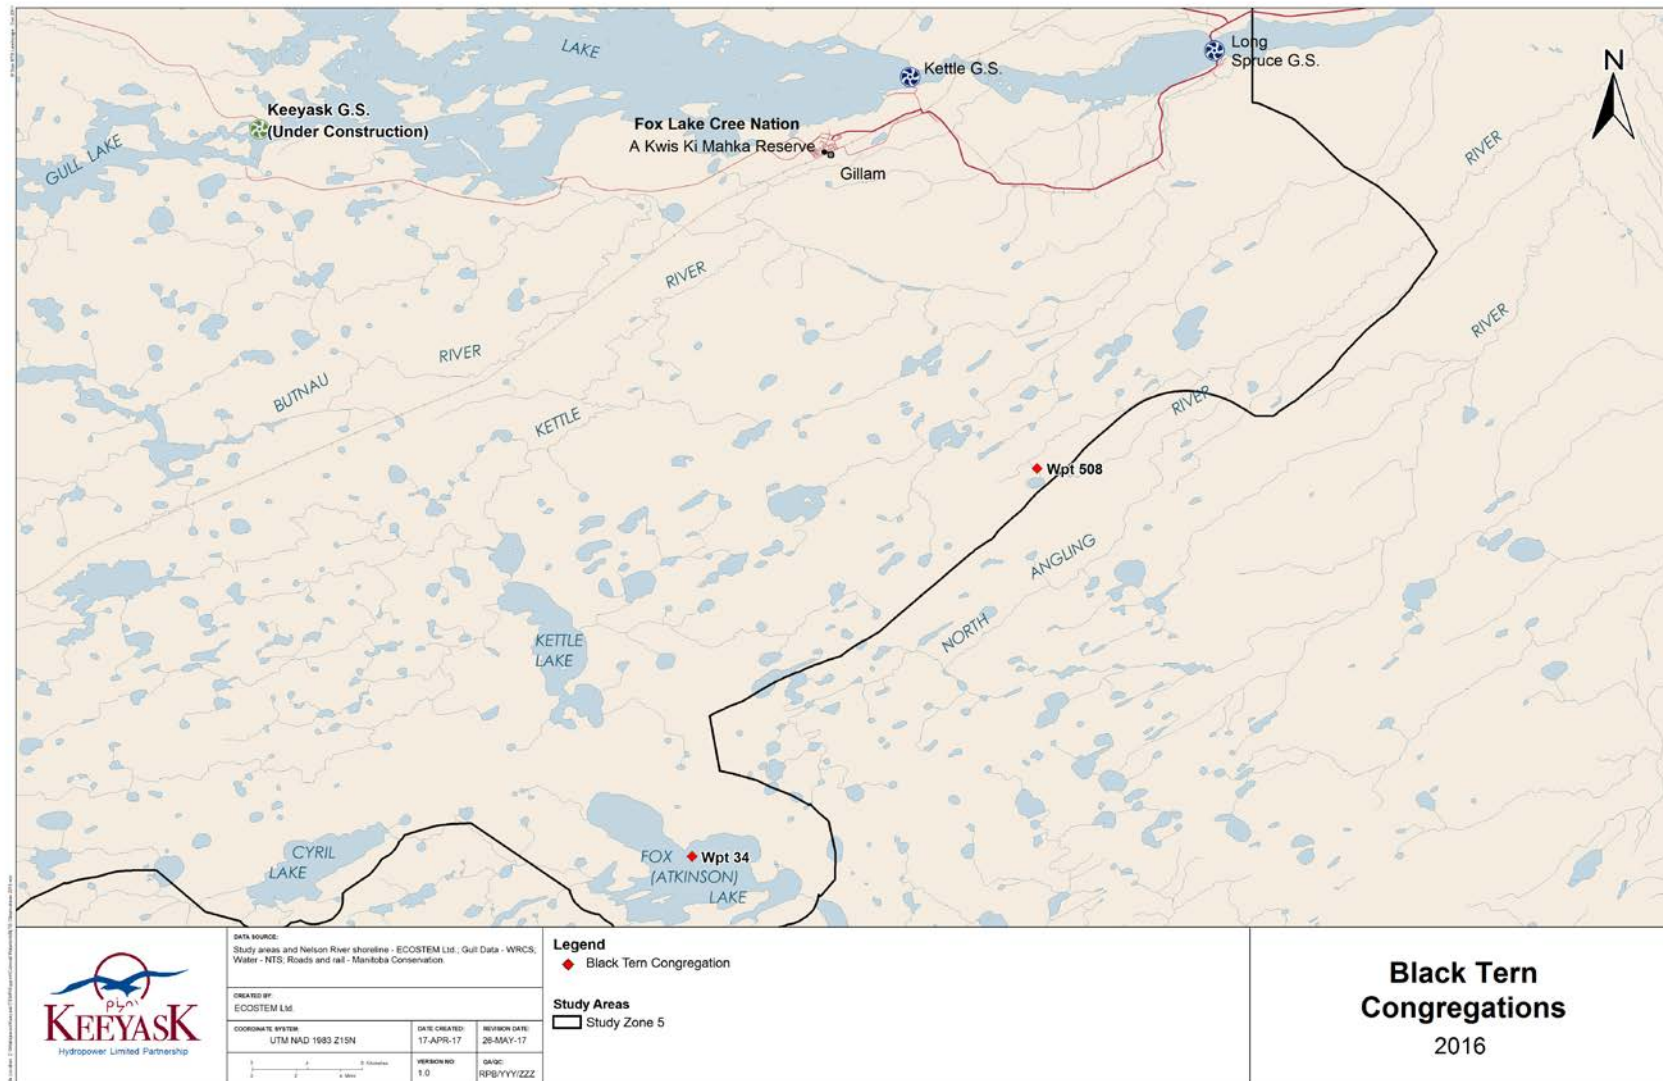 LAKE
Long
Spruce G.S.
Kettle G.S.
N
Keeyask G.S.
(Under Construction)
Fox Lake Cree Nation
A Kwis Ki Mahka Reserve
Gillam
GULL LAKE
RIVER
RIVER
RIVER
RIVER
BUTNAU
KETTLE
RIVER
Wpt 508
ANGLING
NORTH
KETTLE
LAKE
CYRIL
LAKE
FOX
Wpt 34
(ATKINSON)
LAKE
KEEYASK
Hydropower Limited Partnership
DATA SOURCE:
Study areas and Nelson River shoreline - ECOSTEM Ltd.; Gull Data - WRCS;
Water - NTS; Roads and rail - Manitoba Conservation.
CREATED BY:
ECOSTEM Ltd.
COORDINATE SYSTEM:
UTM NAD 1983 Z15N
DATE CREATED:
17-APR-17
REVISION DATE:
26-MAY-17
VERSION NO:
1.0
QA/QC:
RPB/YYY/ZZZ
Legend
Black Tern Congregation
Study Areas
Study Zone 5
Black Tern
Congregations
2016